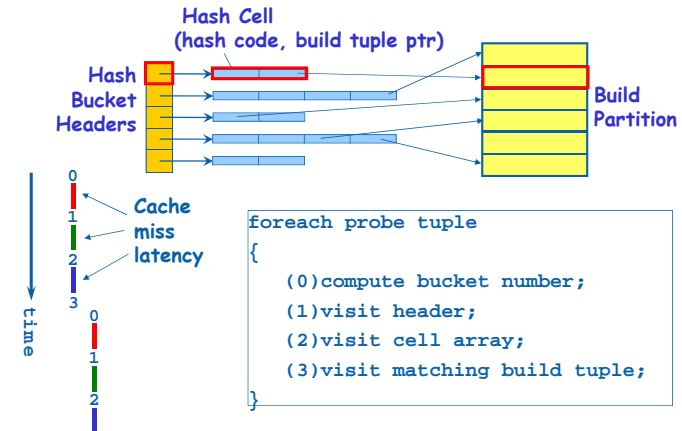 Hash Cell
(hash code, build tuple ptr)
Hash
Bucket
Headers
Build
Partition
0
1
2
3
Cache
miss
latency
time
0
1
2
foreach probe tuple
{
(0)compute bucket number;
(1)visit header;
(2)visit cell array;
(3)visit matching build tuple;
}